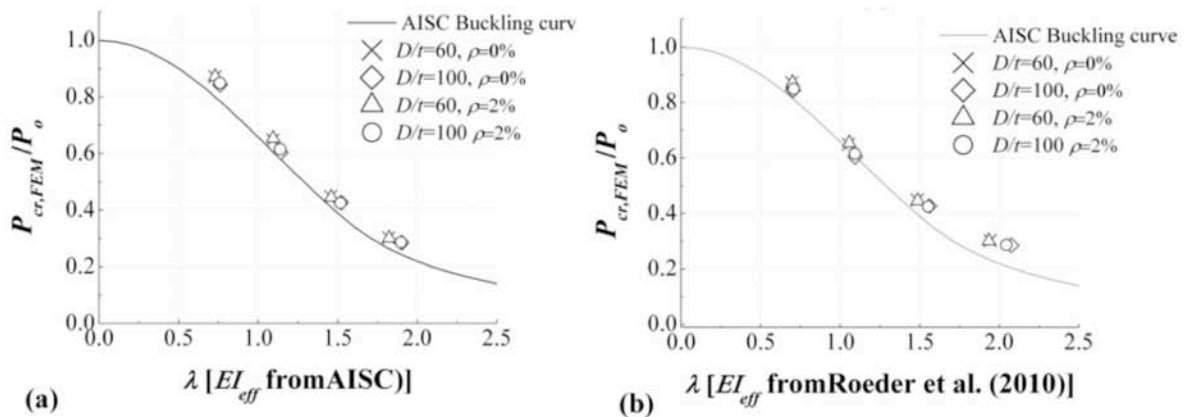 AISC Buckling curv
D/t=60, ρ=0%
D/t=100, ρ=0%
D/t=60, ρ=2%
D/t=100 ρ=2%
1.0
0.8
0.6
0.4
0.2
0.0
P_cr,FEM/P_o
0.0 0.5 1.0 1.5 2.0 2.5
λ [EI_eff fromAISC)]
(a)
AISC Buckling curve
D/t=60, ρ=0%
D/t=100, ρ=0%
D/t=60, ρ=2%
D/t=100 ρ=2%
1.0
0.8
0.6
0.4
0.2
0.0
P_cr,FEM/P_o
0.0 0.5 1.0 1.5 2.0 2.5
λ [EI_eff fromRoeder et al. (2010)]
(b)